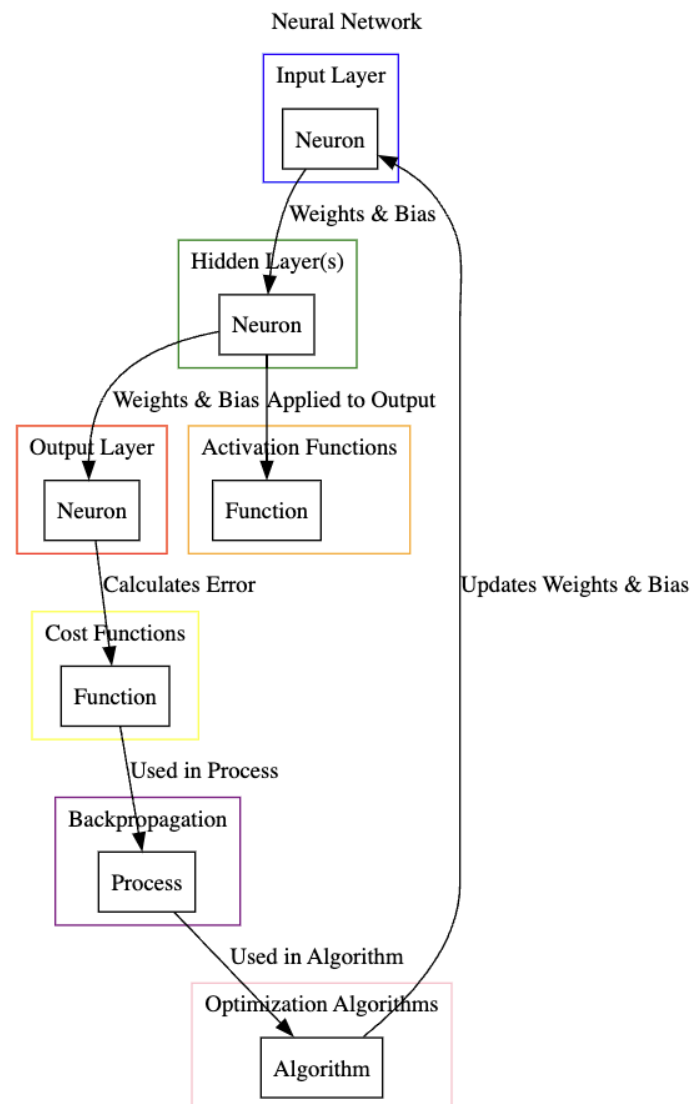 Neural Network
Input Layer
Neuron
Weights & Bias
Hidden Layer(s)
Neuron
Weights & Bias
Applied to Output
Output Layer
Activation Functions
Neuron
Function
Calculates Error
Updates Weights & Bias
Cost Functions
Function
Used in Process
Backpropagation
Process
Used in Algorithm
Optimization Algorithms
Algorithm